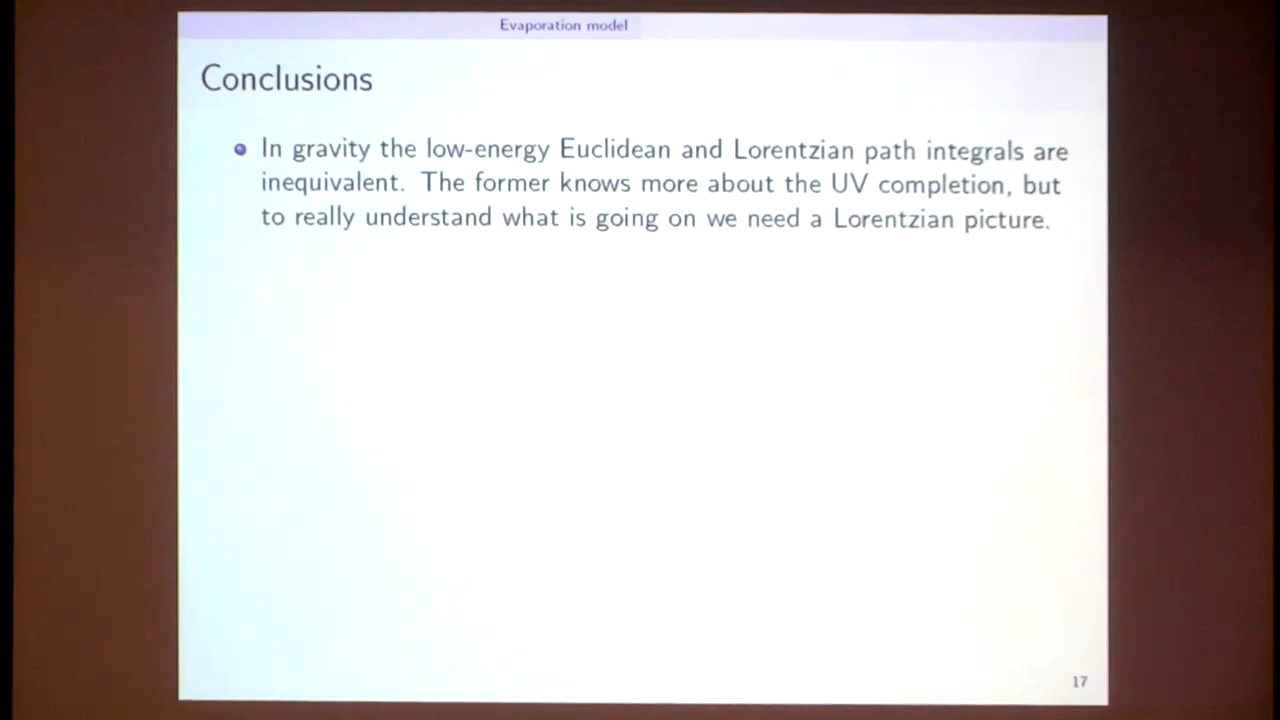 Evaporation model
Conclusions
In gravity the low-energy Euclidean and Lorentzian path integrals are
inequivalent. The former knows more about the UV completion, but
to really understand what is going on we need a Lorentzian picture.
17